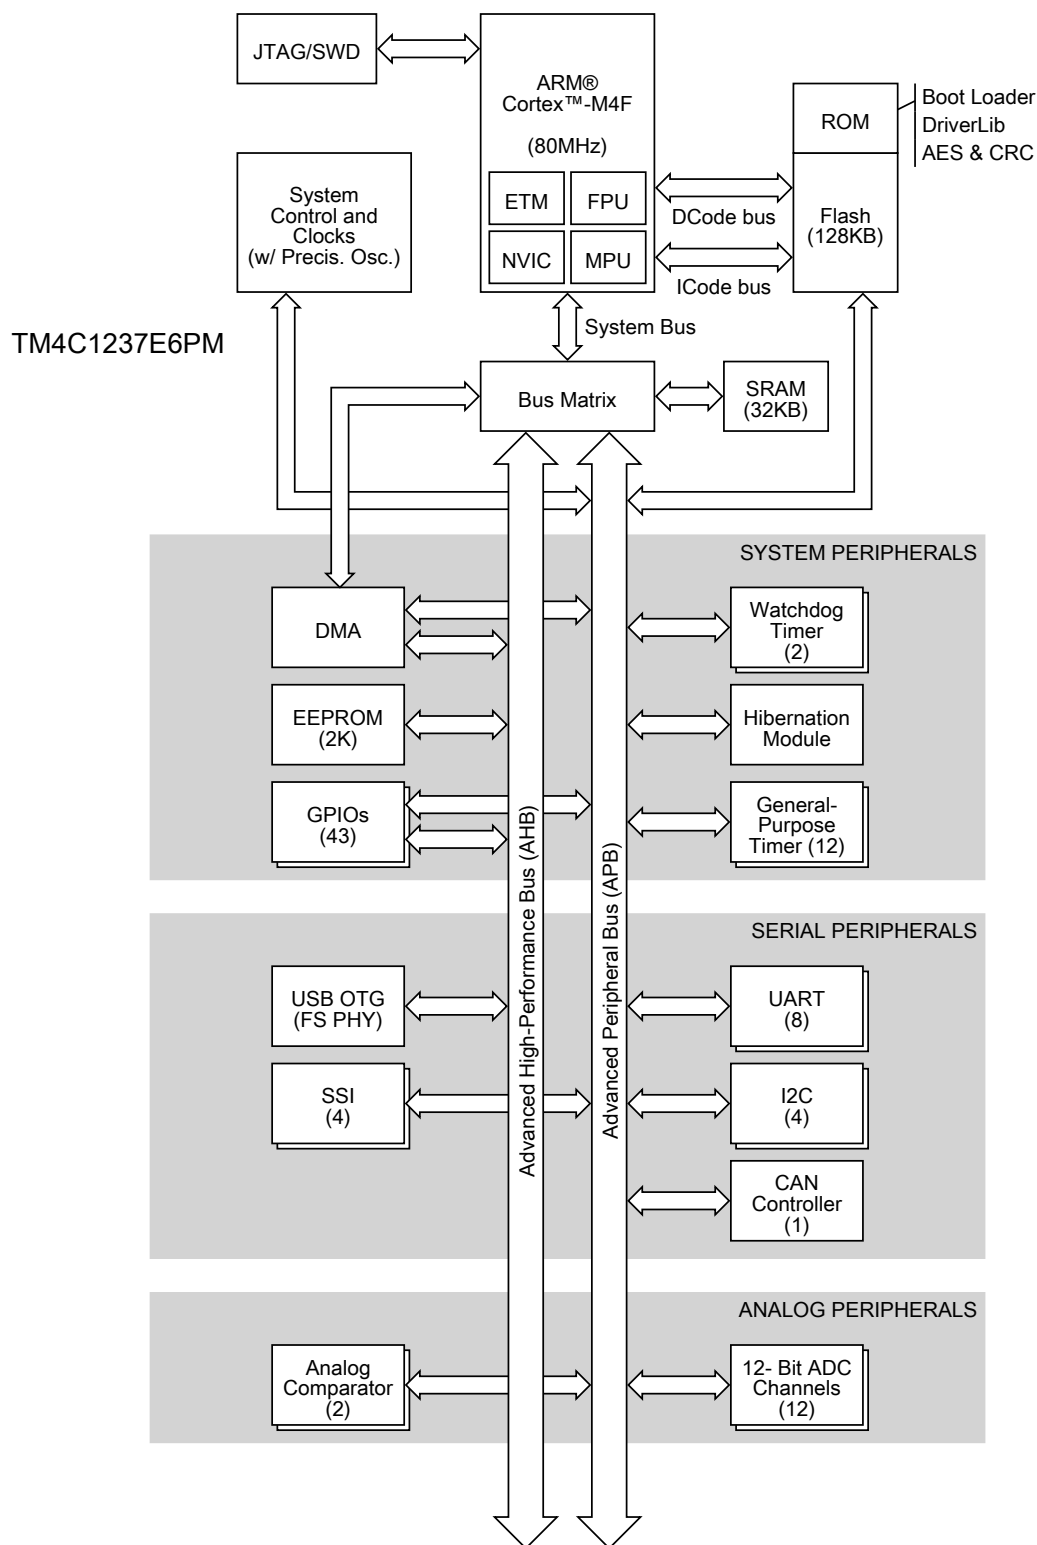 JTAG/SWD
ARM®
Cortex™-M4F
(80MHz)
ETM
FPU
NVIC
MPU
ROM
Boot Loader
DriverLib
AES & CRC
Flash
(128KB)
DCode bus
ICode bus
System
Control and
Clocks
(w/ Precis. Osc.)
TM4C1237E6PM
System Bus
Bus Matrix
SRAM
(32KB)
SYSTEM PERIPHERALS
DMA
Watchdog
Timer
(2)
EEPROM
(2K)
Hibernation
Module
GPIOs
(43)
General-
Purpose
Timer (12)
Advanced High-Performance Bus (AHB)
Advanced Peripheral Bus (APB)
SERIAL PERIPHERALS
USB OTG
(FS PHY)
UART
(8)
SSI
(4)
I2C
(4)
CAN
Controller
(1)
ANALOG PERIPHERALS
Analog
Comparator
(2)
12- Bit ADC
Channels
(12)